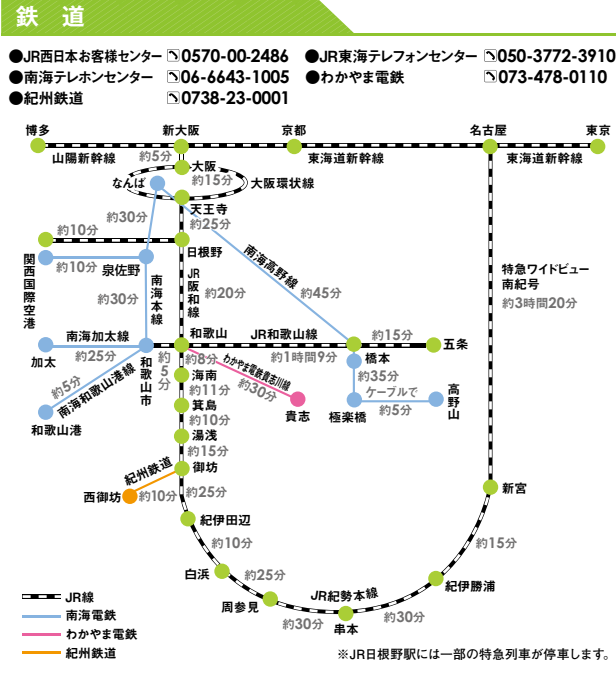 鉄道
●JR西日本お客様センター 0570-00-2486 ●JR東海テレフォンセンター 050-3772-3910
●南海テレホンセンター 06-6643-1005 ●わかやま電鉄 073-478-0110
●紀州鉄道 0738-23-0001
博多 新大阪 京都 名古屋 東京
山陽新幹線 約5分 東海道新幹線 東海道新幹線
大阪
なんば 約15分 大阪環状線
天王寺
約30分 約25分
約10分
日根野 南海高野線
関西国際空港 約10分 泉佐野
特急ワイドビュー
南紀号
約3時間20分
南海本線 JR阪和線
約30分 約20分 約45分
南海加太線 和歌山 JR和歌山線 約15分
加太 約25分 和歌山市 約5分 約8分 約1時間9分 橋本 五条
わかやま電鉄貴志川線
約5分 南海和歌山港線
海南 約30分 約35分
約11分 ケーブルで 高野山
箕島 貴志 極楽橋 約5分
和歌山港 約10分
湯浅
約15分
紀州鉄道 御坊
西御坊 約10分 約25分 新宮
紀伊田辺
約10分 約15分
白浜 約25分
紀伊勝浦
周参見 JR紀勢本線
約30分 串本 約30分
JR線
南海電鉄
わかやま電鉄
紀州鉄道
※JR日根野駅には一部の特急列車が停車します。